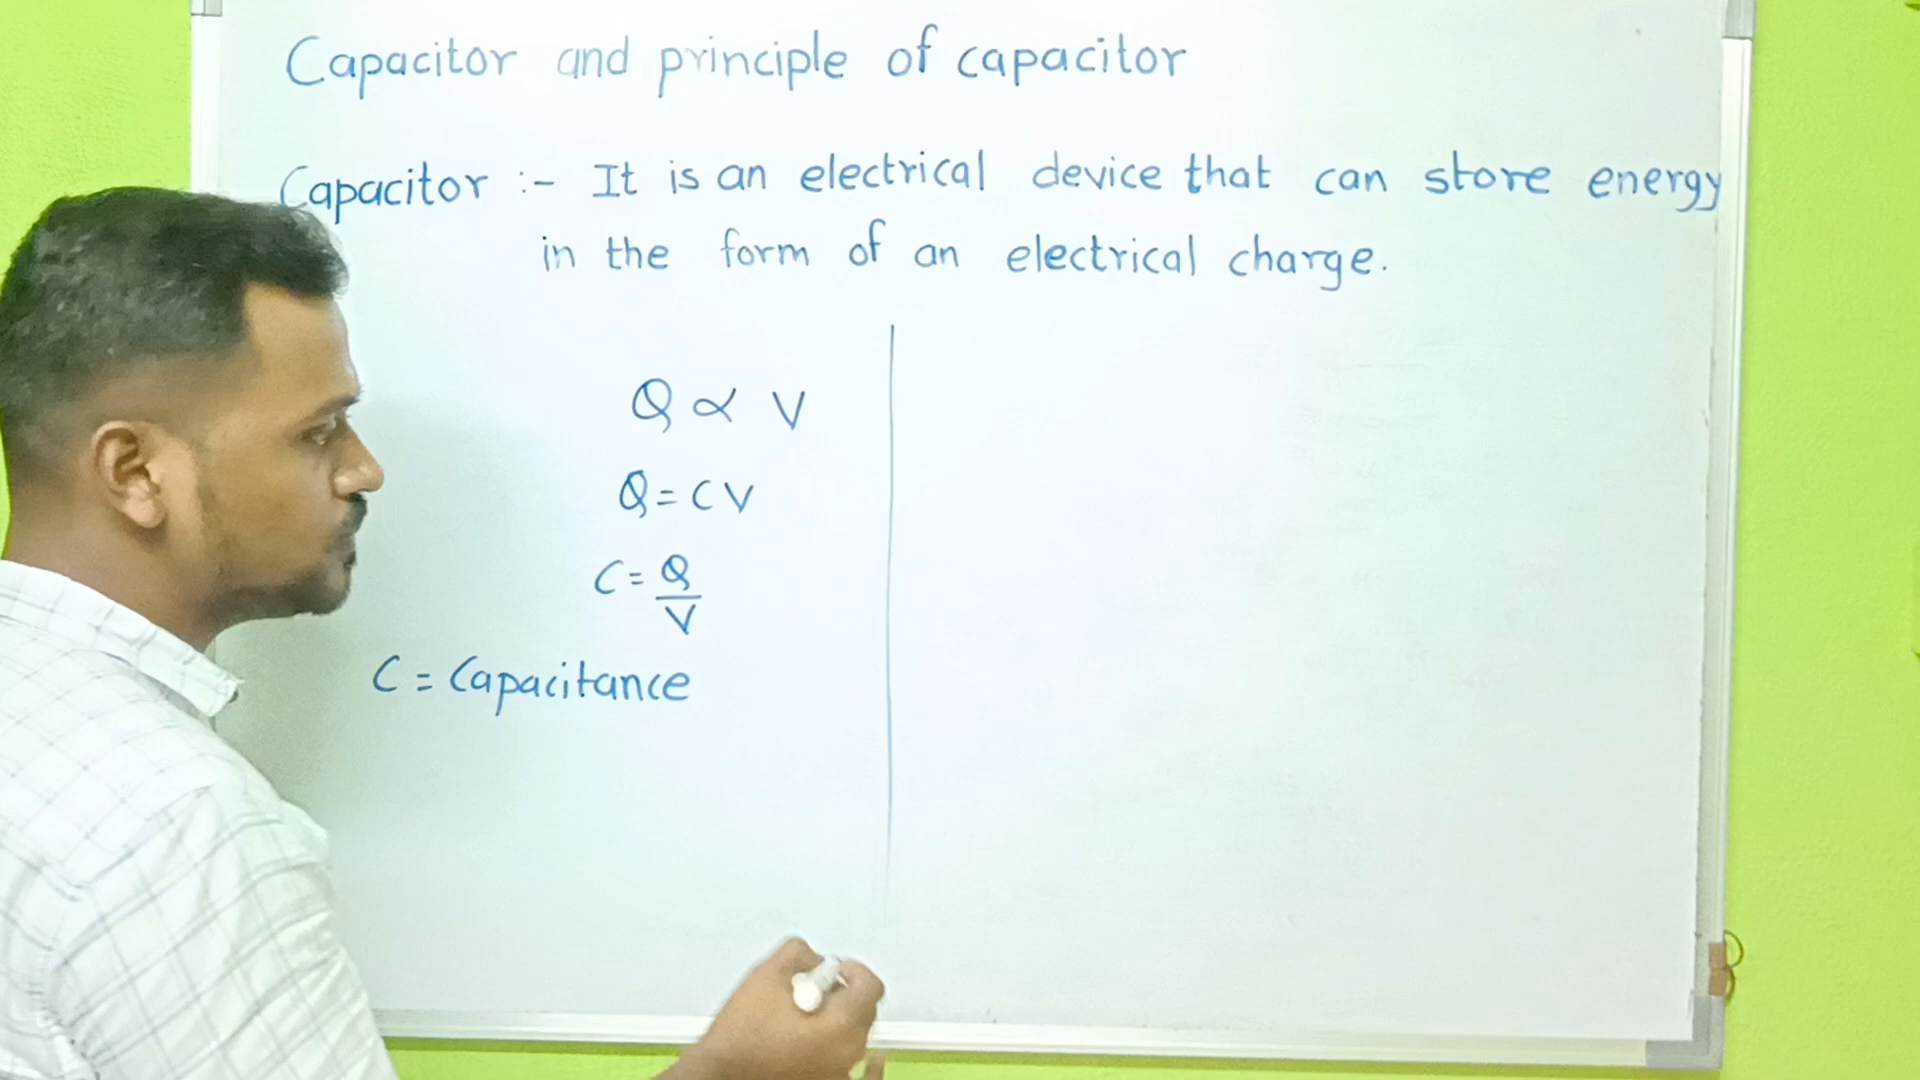 Capacitor and principle of capacitor
Capacitor :- It is an electrical device that can store energy
in the form of an electrical charge.
Q ∝ V
Q = CV
C = Q/V
C = Capacitance